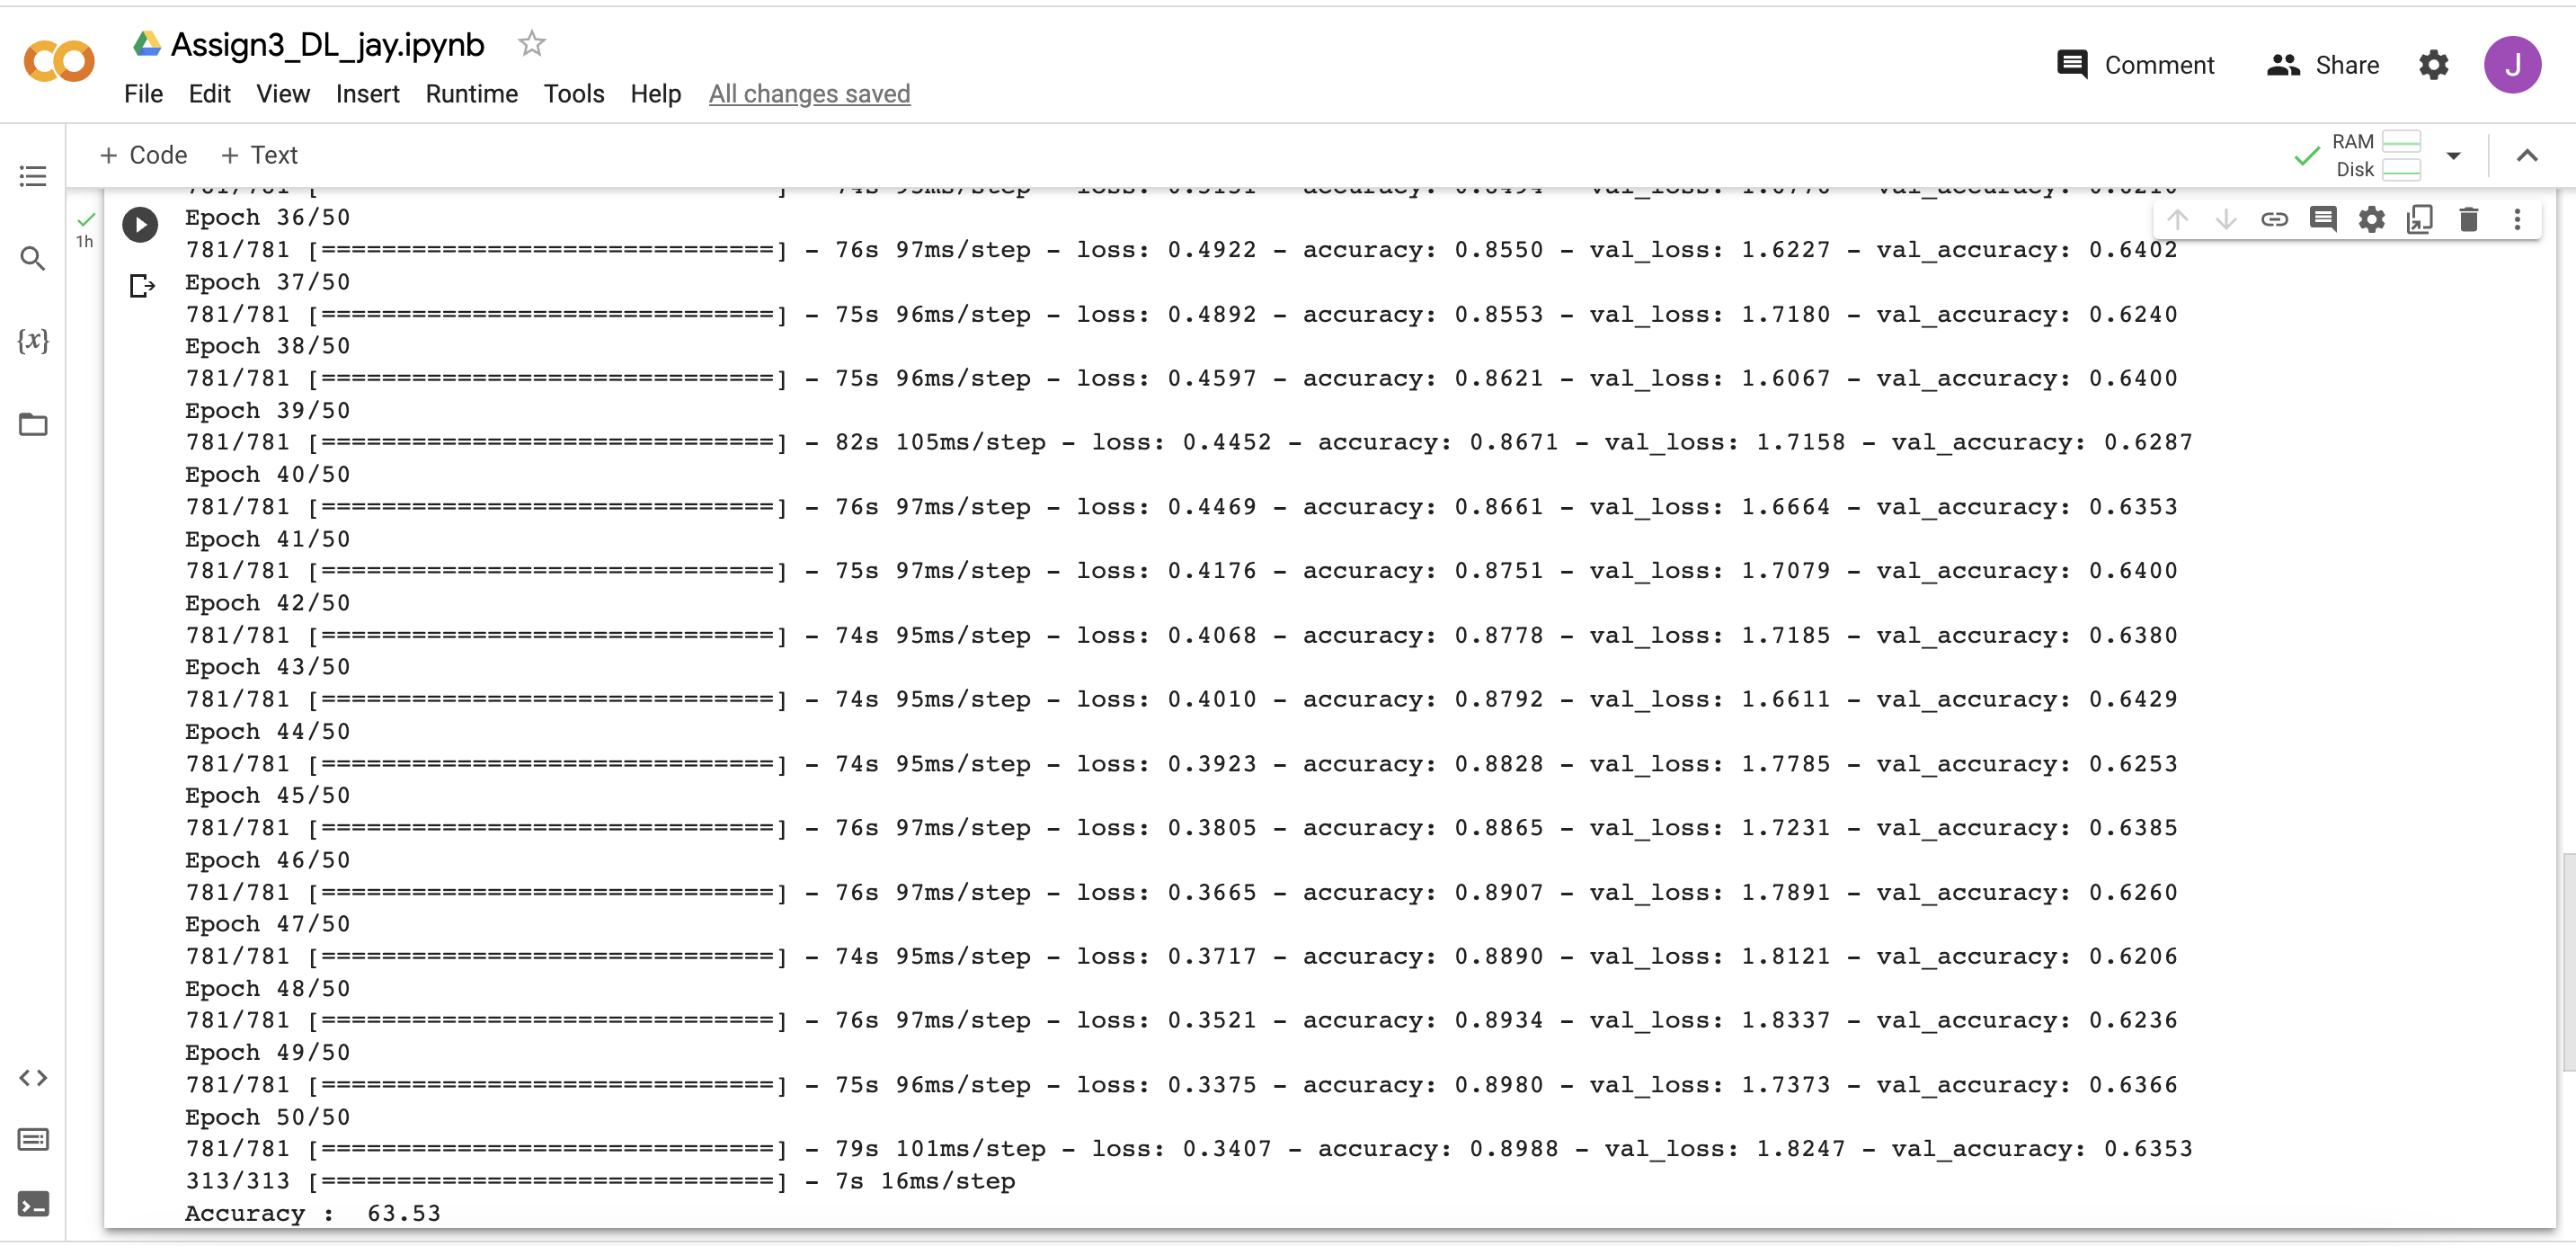 Assign3_DL_jay.ipynb
Comment
Share
J
File Edit View Insert Runtime Tools Help All changes saved
+ Code + Text
RAM
Disk
1h
Epoch 36/50
781/781 [==============================] - 76s 97ms/step - loss: 0.4922 - accuracy: 0.8550 - val_loss: 1.6227 - val_accuracy: 0.6402
Epoch 37/50
781/781 [==============================] - 75s 96ms/step - loss: 0.4892 - accuracy: 0.8553 - val_loss: 1.7180 - val_accuracy: 0.6240
Epoch 38/50
781/781 [==============================] - 75s 96ms/step - loss: 0.4597 - accuracy: 0.8621 - val_loss: 1.6067 - val_accuracy: 0.6400
Epoch 39/50
781/781 [==============================] - 82s 105ms/step - loss: 0.4452 - accuracy: 0.8671 - val_loss: 1.7158 - val_accuracy: 0.6287
Epoch 40/50
781/781 [==============================] - 76s 97ms/step - loss: 0.4469 - accuracy: 0.8661 - val_loss: 1.6664 - val_accuracy: 0.6353
Epoch 41/50
781/781 [==============================] - 75s 97ms/step - loss: 0.4176 - accuracy: 0.8751 - val_loss: 1.7079 - val_accuracy: 0.6400
Epoch 42/50
781/781 [==============================] - 74s 95ms/step - loss: 0.4068 - accuracy: 0.8778 - val_loss: 1.7185 - val_accuracy: 0.6380
Epoch 43/50
781/781 [==============================] - 74s 95ms/step - loss: 0.4010 - accuracy: 0.8792 - val_loss: 1.6611 - val_accuracy: 0.6429
Epoch 44/50
781/781 [==============================] - 74s 95ms/step - loss: 0.3923 - accuracy: 0.8828 - val_loss: 1.7785 - val_accuracy: 0.6253
Epoch 45/50
781/781 [==============================] - 76s 97ms/step - loss: 0.3805 - accuracy: 0.8865 - val_loss: 1.7231 - val_accuracy: 0.6385
Epoch 46/50
781/781 [==============================] - 76s 97ms/step - loss: 0.3665 - accuracy: 0.8907 - val_loss: 1.7891 - val_accuracy: 0.6260
Epoch 47/50
781/781 [==============================] - 74s 95ms/step - loss: 0.3717 - accuracy: 0.8890 - val_loss: 1.8121 - val_accuracy: 0.6206
Epoch 48/50
781/781 [==============================] - 76s 97ms/step - loss: 0.3521 - accuracy: 0.8934 - val_loss: 1.8337 - val_accuracy: 0.6236
Epoch 49/50
781/781 [==============================] - 75s 96ms/step - loss: 0.3375 - accuracy: 0.8980 - val_loss: 1.7373 - val_accuracy: 0.6366
Epoch 50/50
781/781 [==============================] - 79s 101ms/step - loss: 0.3407 - accuracy: 0.8988 - val_loss: 1.8247 - val_accuracy: 0.6353
313/313 [==============================] - 7s 16ms/step
Accuracy : 63.53